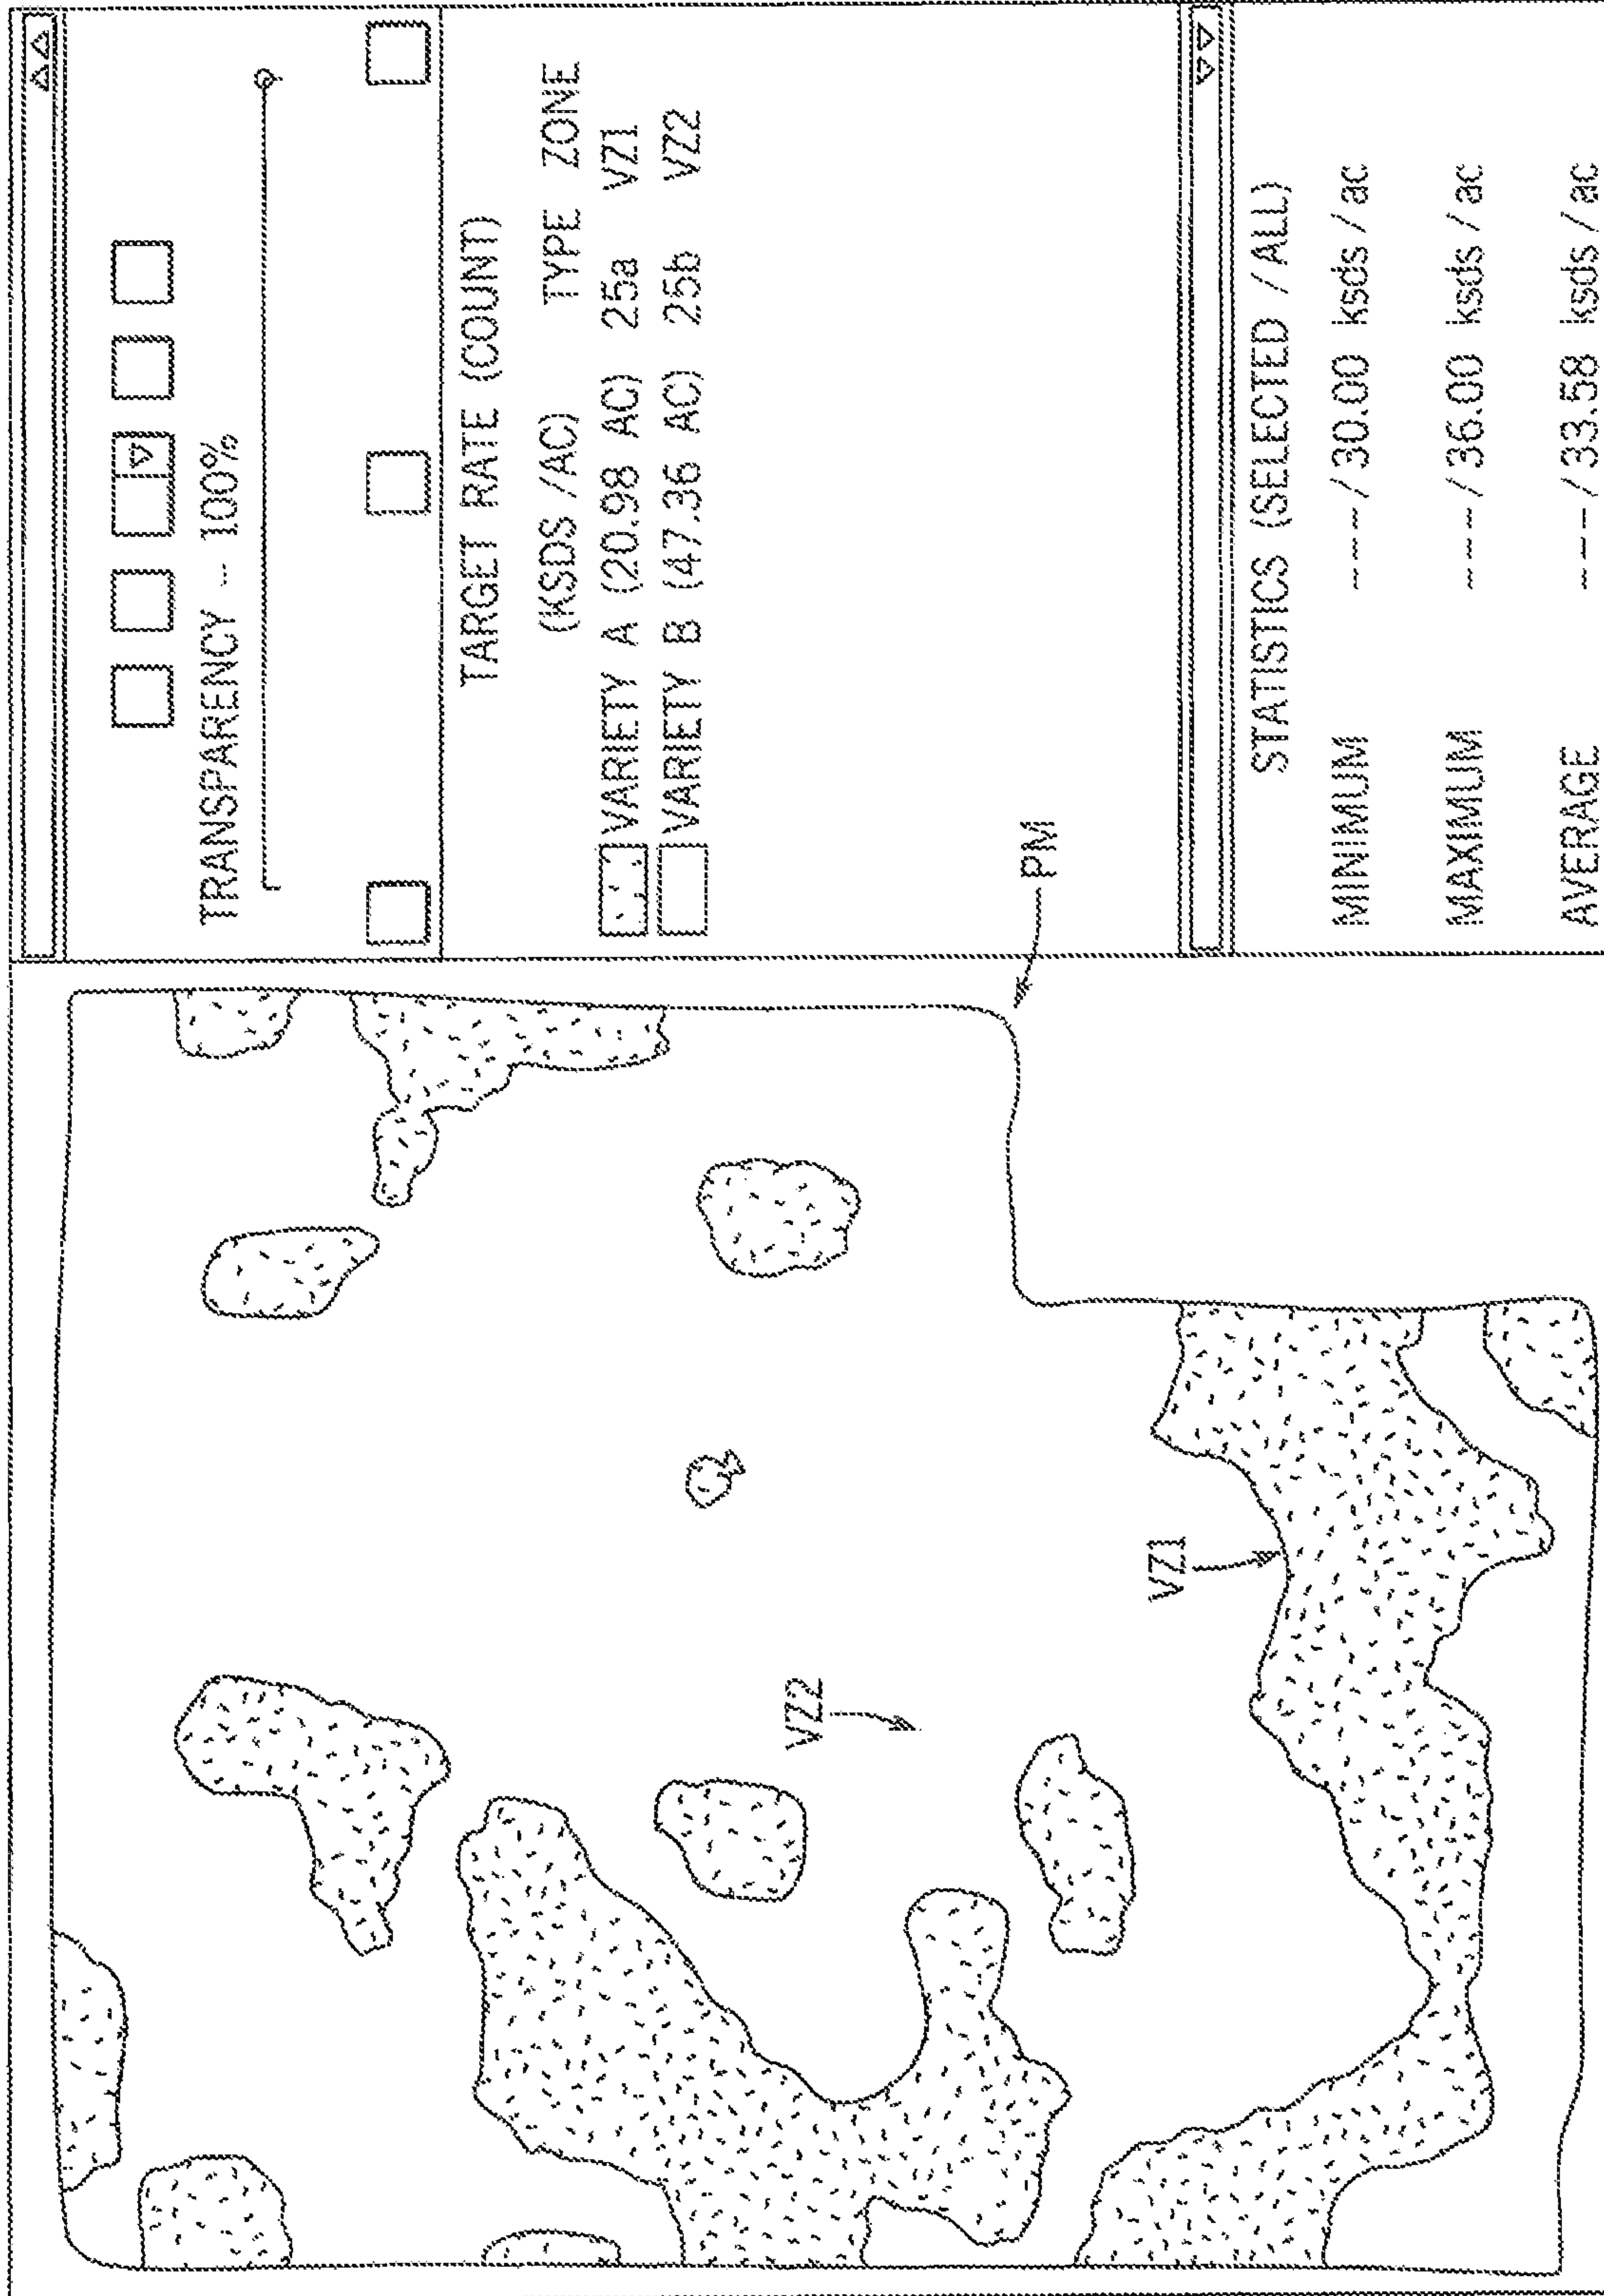 TRANSPARENCY - 100%
TARGET RATE (COUNT)
(KSDS /AC) TYPE ZONE
VARIETY A (20.98 AC) 25a VZ1
VARIETY B (47.36 AC) 25b VZ2
PM
STATISTICS (SELECTED / ALL)
MINIMUM ---/ 30.00 ksds / ac
MAXIMUM ---/ 36.00 ksds / ac
AVERAGE ---/ 33.58 ksds / ac
VZ2
VZ1